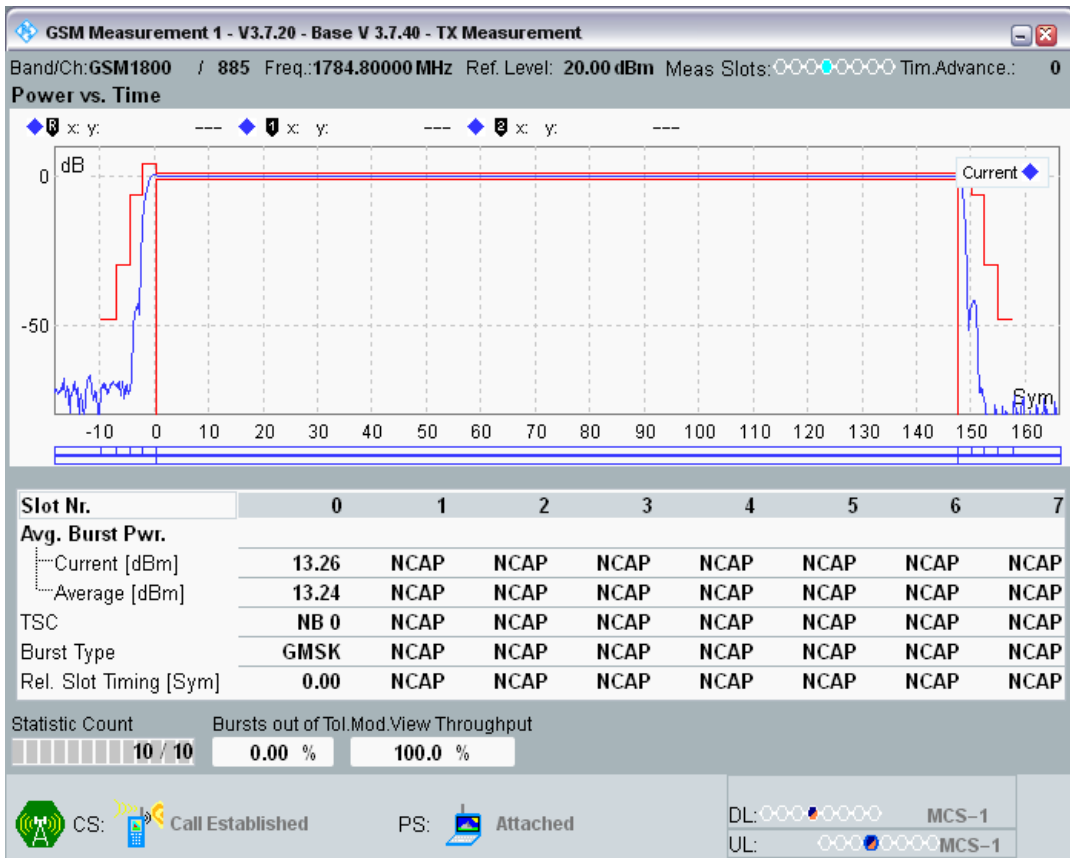 GSM Measurement 1 - V3.7.20 - Base V 3.7.40 - TX Measurement
Band/Ch:GSM1800 / 885 Freq.:1784.80000 MHz Ref. Level: 20.00 dBm Meas Slots: Tim.Advance.: 0
Power vs. Time
R x: y: --- 1 x: y: --- 2 x: y: ---
dB
Current
0
-50
Sym
-10 0 10 20 30 40 50 60 70 80 90 100 110 120 130 140 150 160
Slot Nr. 0 1 2 3 4 5 6 7
Avg. Burst Pwr.
Current [dBm] 13.26 NCAP NCAP NCAP NCAP NCAP NCAP NCAP
Average [dBm] 13.24 NCAP NCAP NCAP NCAP NCAP NCAP NCAP
TSC NB 0 NCAP NCAP NCAP NCAP NCAP NCAP NCAP
Burst Type GMSK NCAP NCAP NCAP NCAP NCAP NCAP NCAP
Rel. Slot Timing [Sym] 0.00 NCAP NCAP NCAP NCAP NCAP NCAP NCAP
Statistic Count Bursts out of Tol. Mod.View Throughput
10 / 10 0.00 % 100.0 %
CS: Call Established PS: Attached
DL: MCS-1
UL: MCS-1